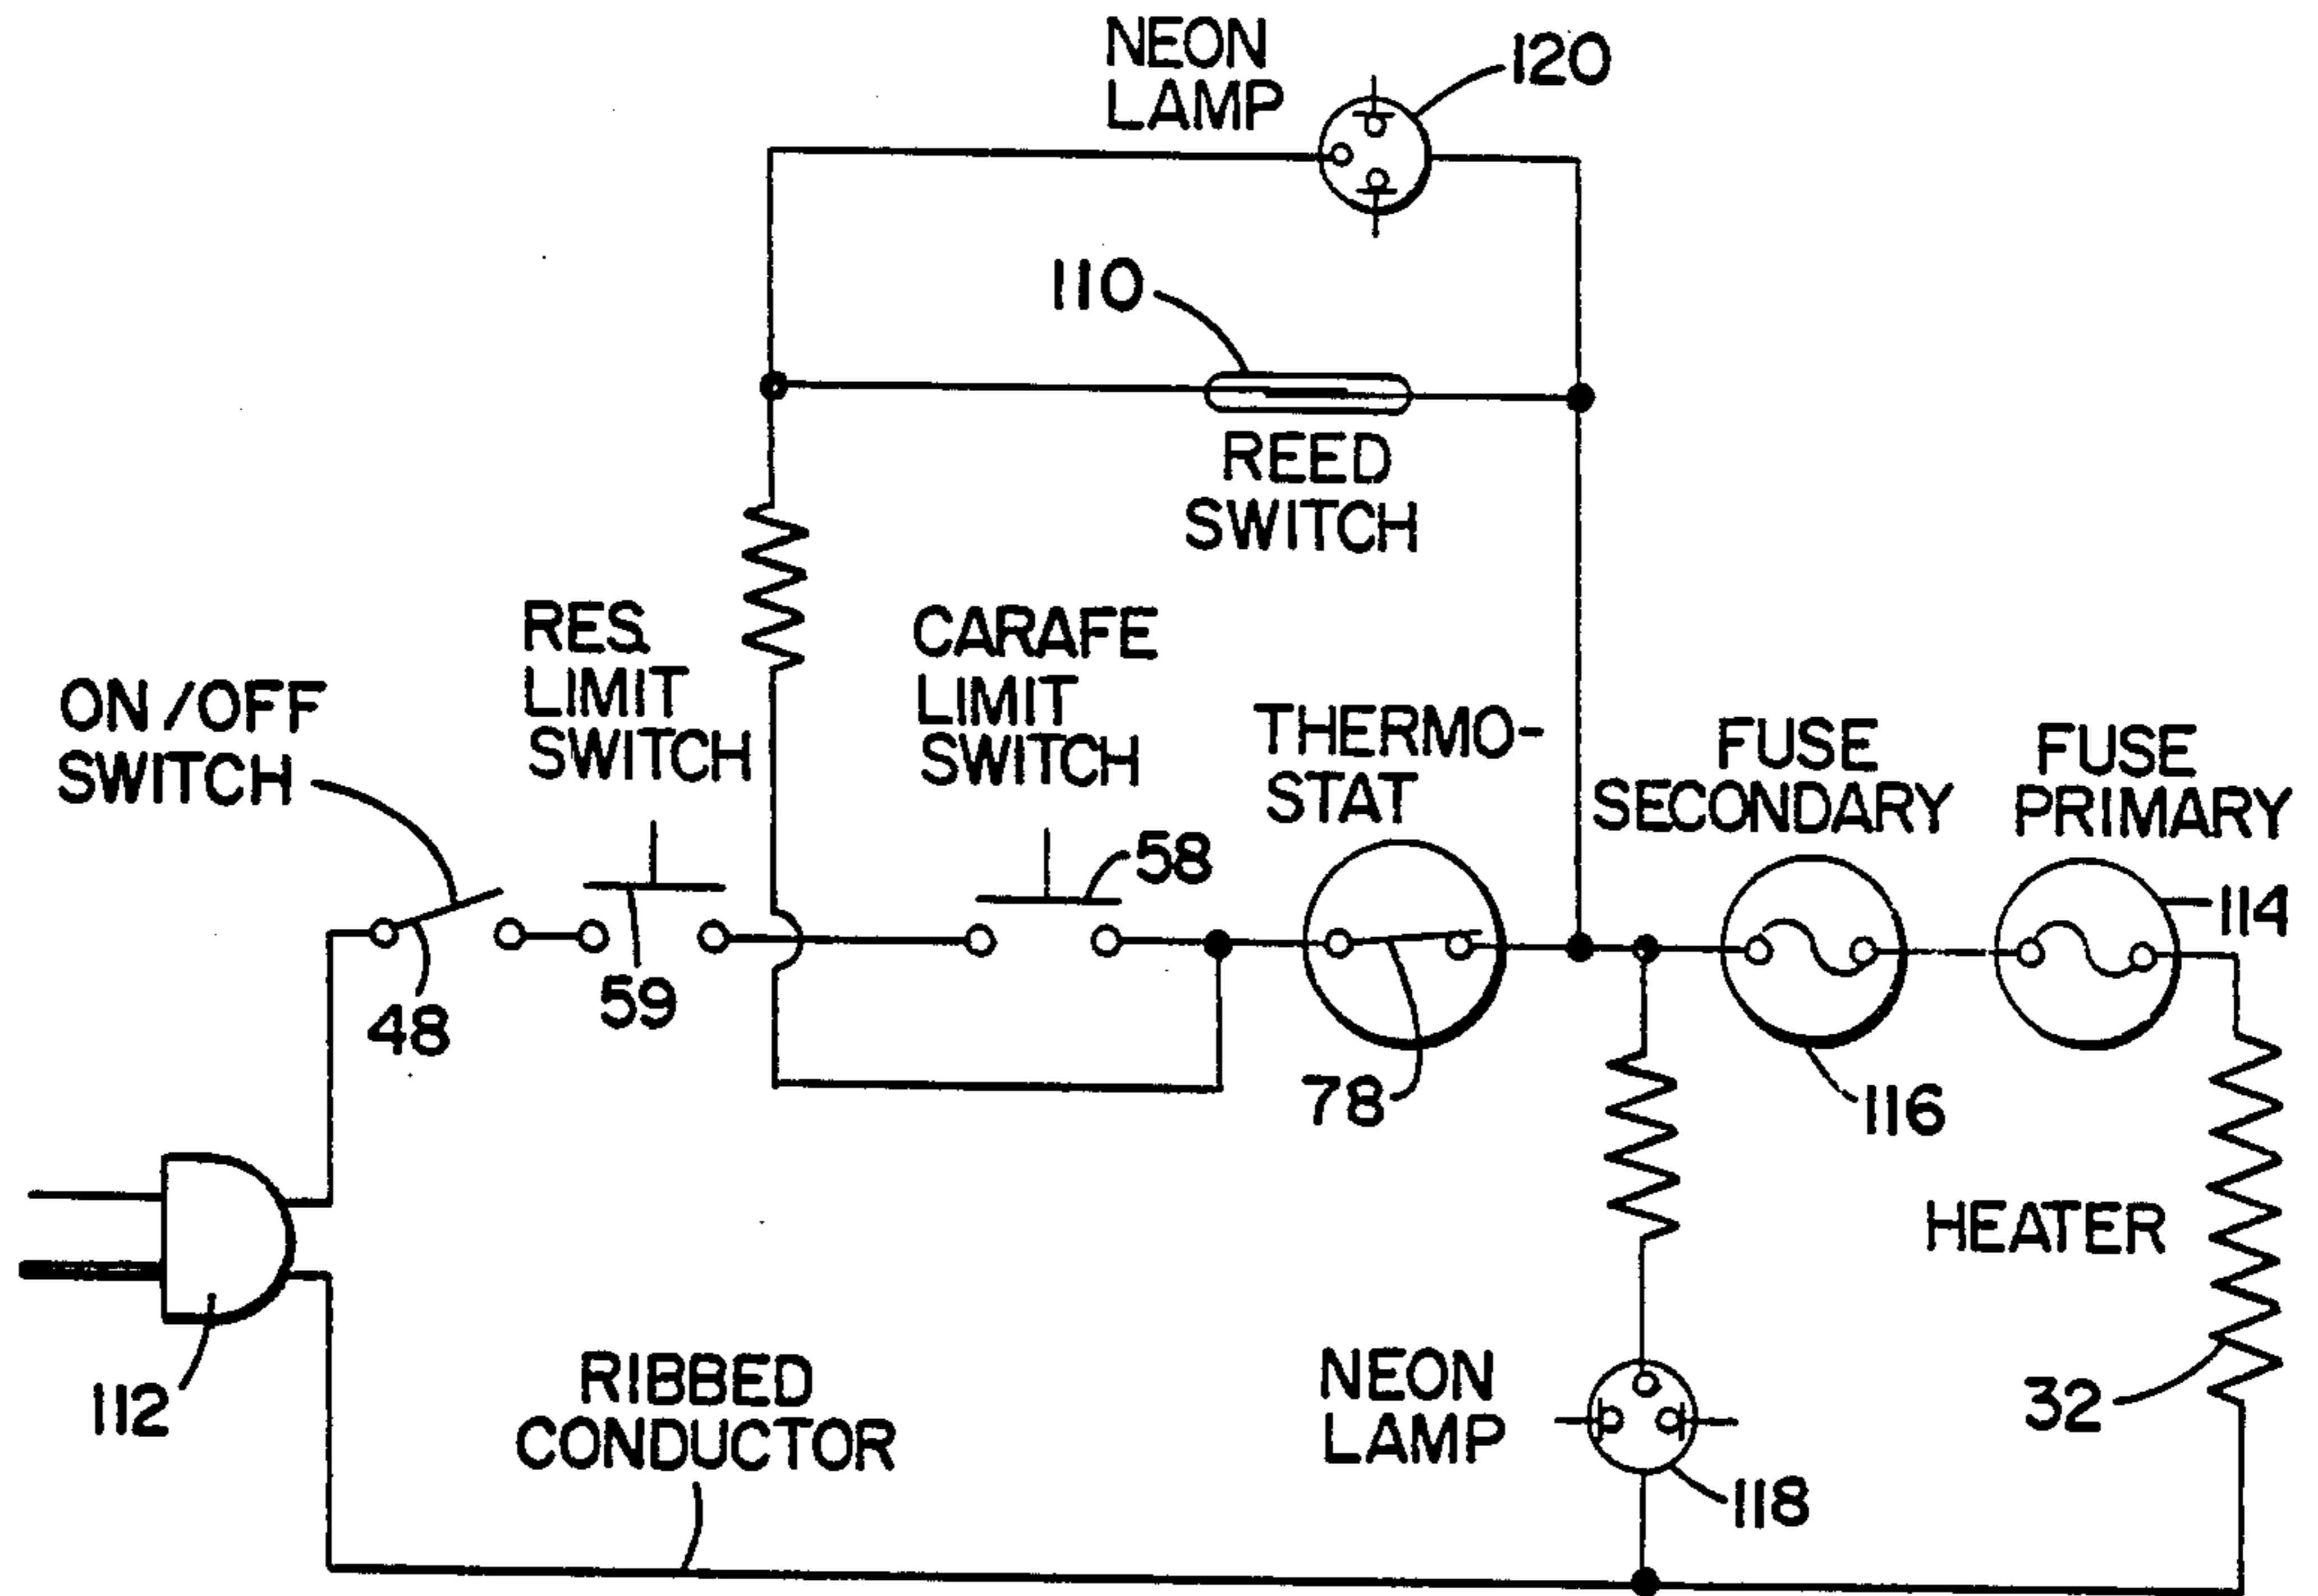 NEON
LAMP
120
110
REED
SWITCH
RES.
LIMIT
SWITCH
CARAFE
LIMIT
SWITCH
ON/OFF
SWITCH
THERMO-
STAT
FUSE
SECONDARY
FUSE
PRIMARY
58
114
59
48
78
116
HEATER
112
RIBBED
CONDUCTOR
NEON
LAMP
32
118